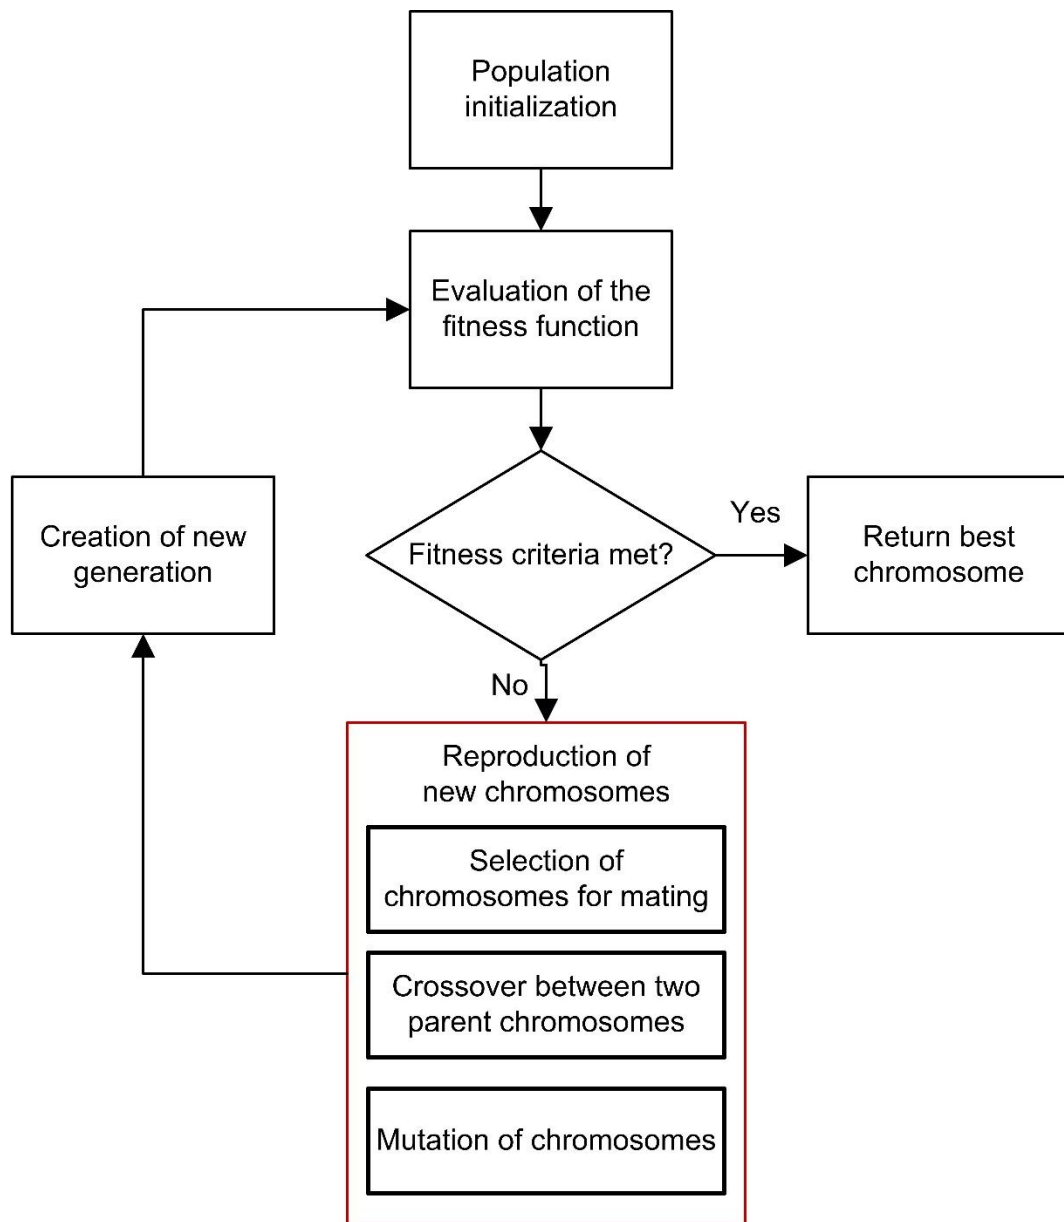 Population
initialization
Evaluation of the
fitness function
Creation of new
generation
Fitness criteria met?
Yes
Return best
chromosome
No
Reproduction of
new chromosomes
Selection of
chromosomes for mating
Crossover between two
parent chromosomes
Mutation of chromosomes